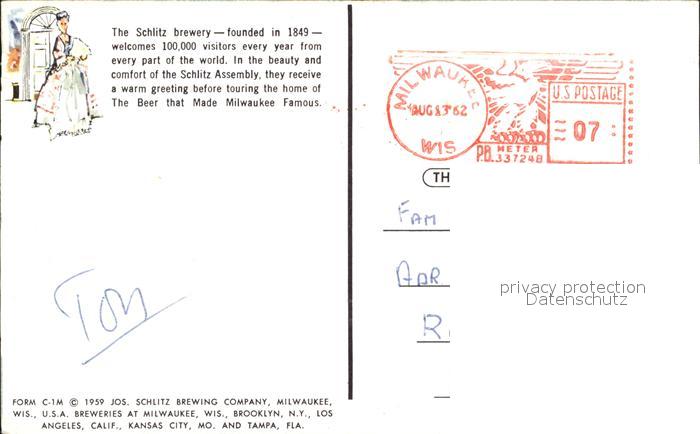 The Schlitz brewery — founded in 1849 —
welcomes 100,000 visitors every year from
every part of the world. In the beauty and
comfort of the Schlitz Assembly, they receive
a warm greeting before touring the home of
The Beer that Made Milwaukee Famous.
MILWAUKEE
WIS
U.S. POSTAGE
07
P.B. METER
337248
TH
FAM
privacy protection
Datenschutz
FORM C-1M © 1959 JOS. SCHLITZ BREWING COMPANY, MILWAUKEE,
WIS., U.S.A. BREWERIES AT MILWAUKEE, WIS., BROOKLYN, N.Y., LOS
ANGELES, CALIF., KANSAS CITY, MO. AND TAMPA, FLA.